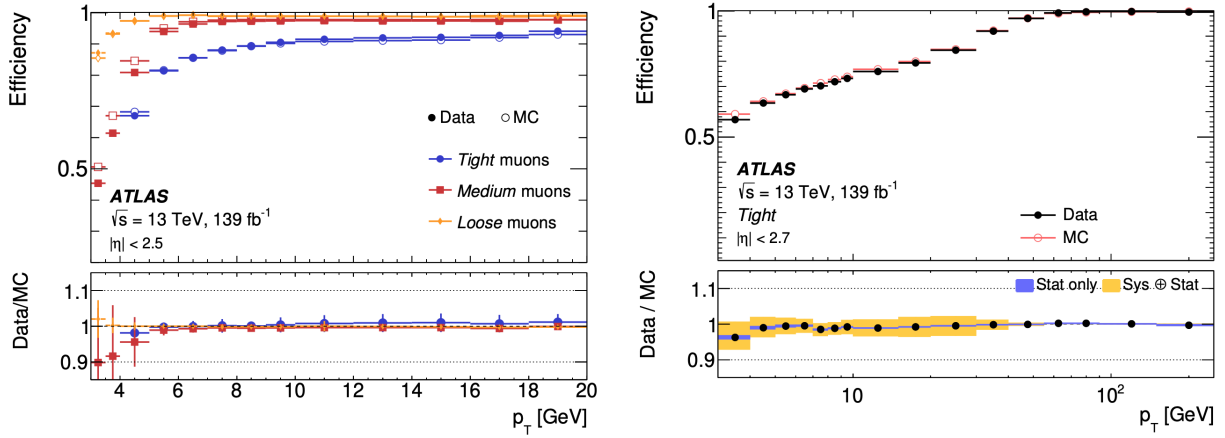 Efficiency
1
0.5
Data
MC
Tight muons
Medium muons
Loose muons
ATLAS
√s = 13 TeV, 139 fb⁻¹
|η| < 2.5
Data/MC
1.1
1
0.9
4 6 8 10 12 14 16 18 20
p_T [GeV]
Efficiency
1
0.5
ATLAS
√s = 13 TeV, 139 fb⁻¹
Tight
|η| < 2.7
Data
MC
Data / MC
1.1
1
0.9
Stat only
Sys ⊕ Stat
10 10²
p_T [GeV]